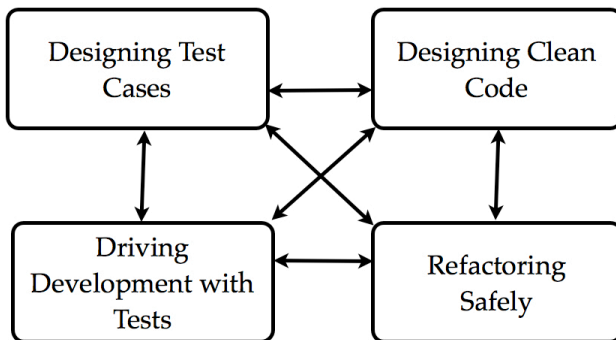 Designing Test
Cases
Designing Clean
Code
Driving
Development with
Tests
Refactoring
Safely